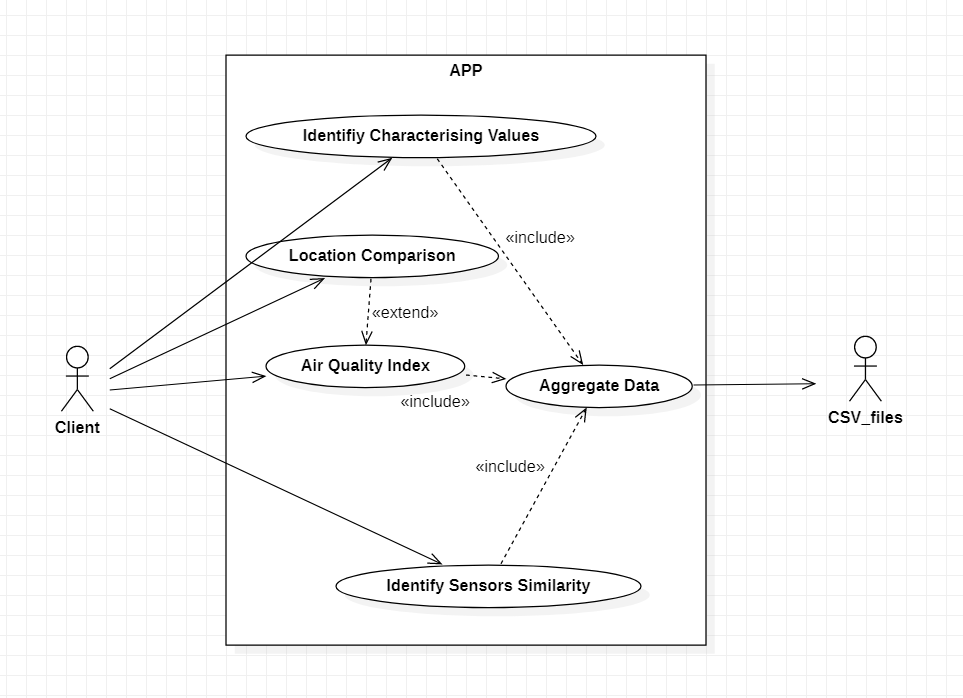 APP
Identifiy Characterising Values
«include»
Location Comparison
«extend»
Air Quality Index
Aggregate Data
«include»
Client
CSV_files
«include»
Identify Sensors Similarity